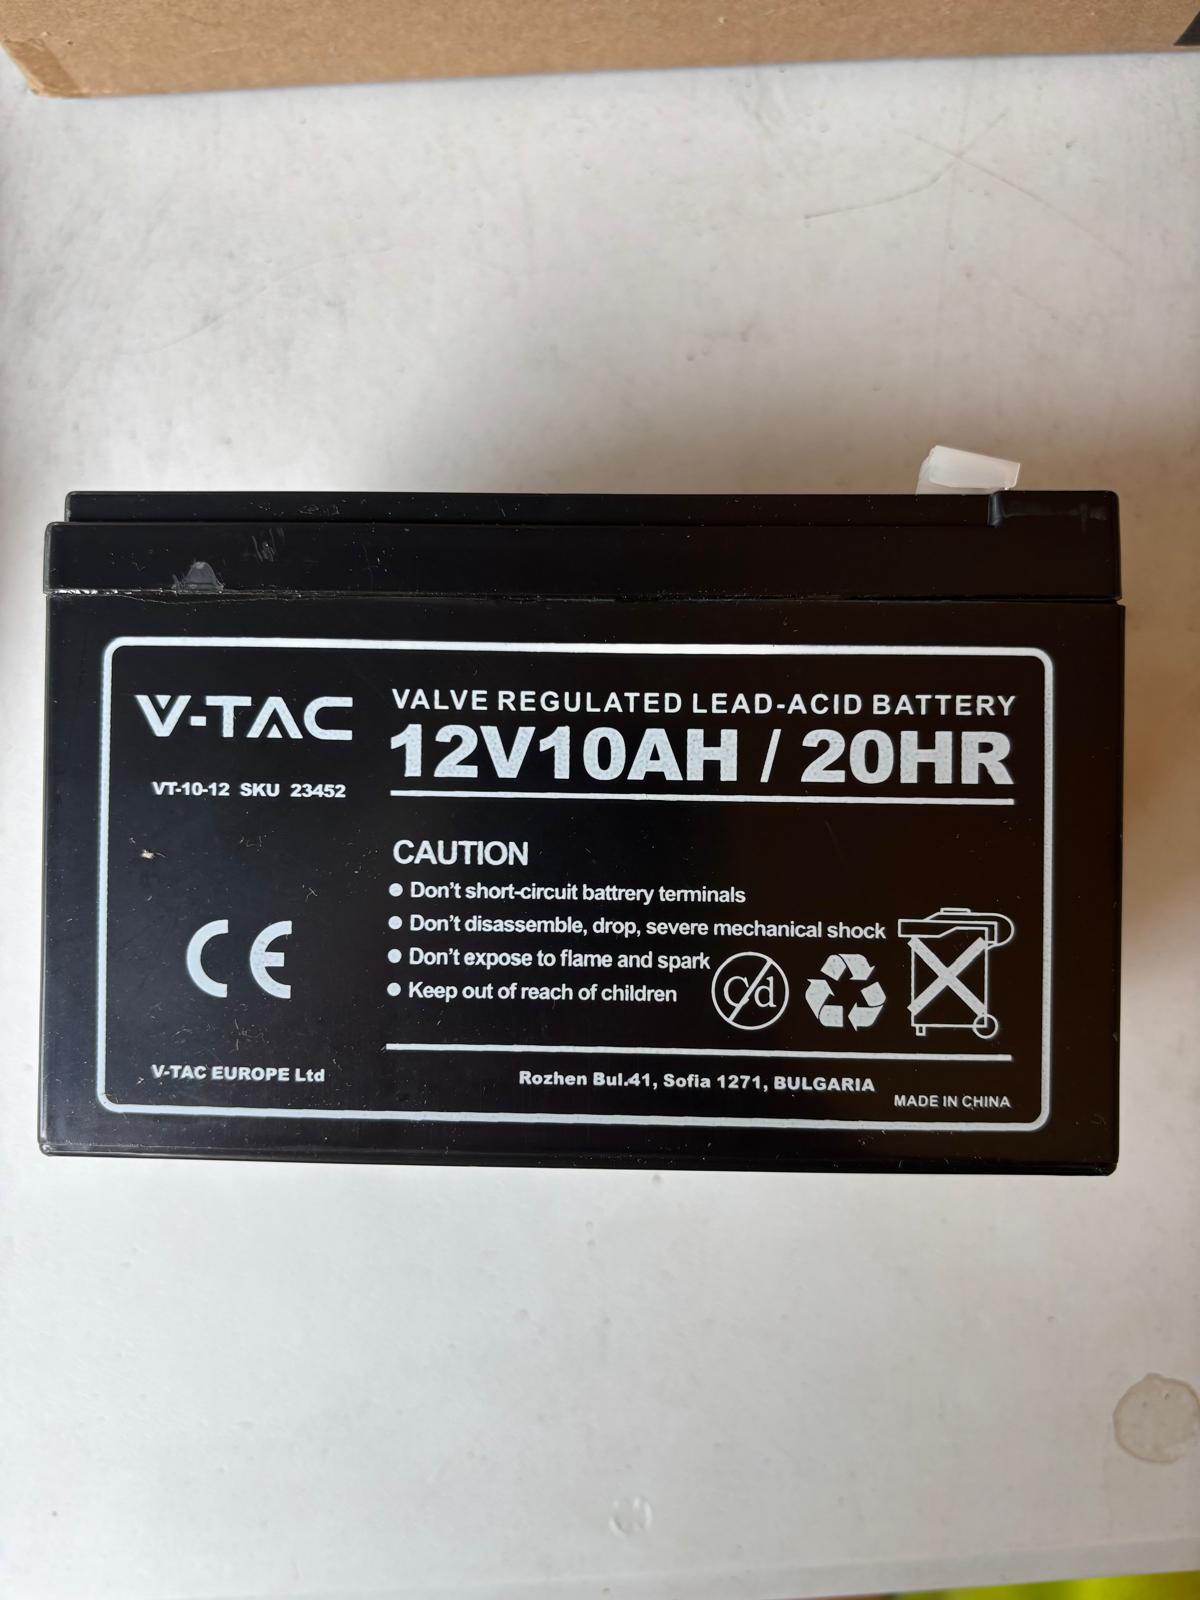 V-TAC
VT-10-12 SKU 23452
VALVE REGULATED LEAD-ACID BATTERY
12V10AH / 20HR
CAUTION
● Don't short-circuit battrery terminals
● Don't disassemble, drop, severe mechanical shock
● Don't expose to flame and spark
● Keep out of reach of children
CE
Cd
V-TAC EUROPE Ltd
Rozhen Bul.41, Sofia 1271, BULGARIA
MADE IN CHINA